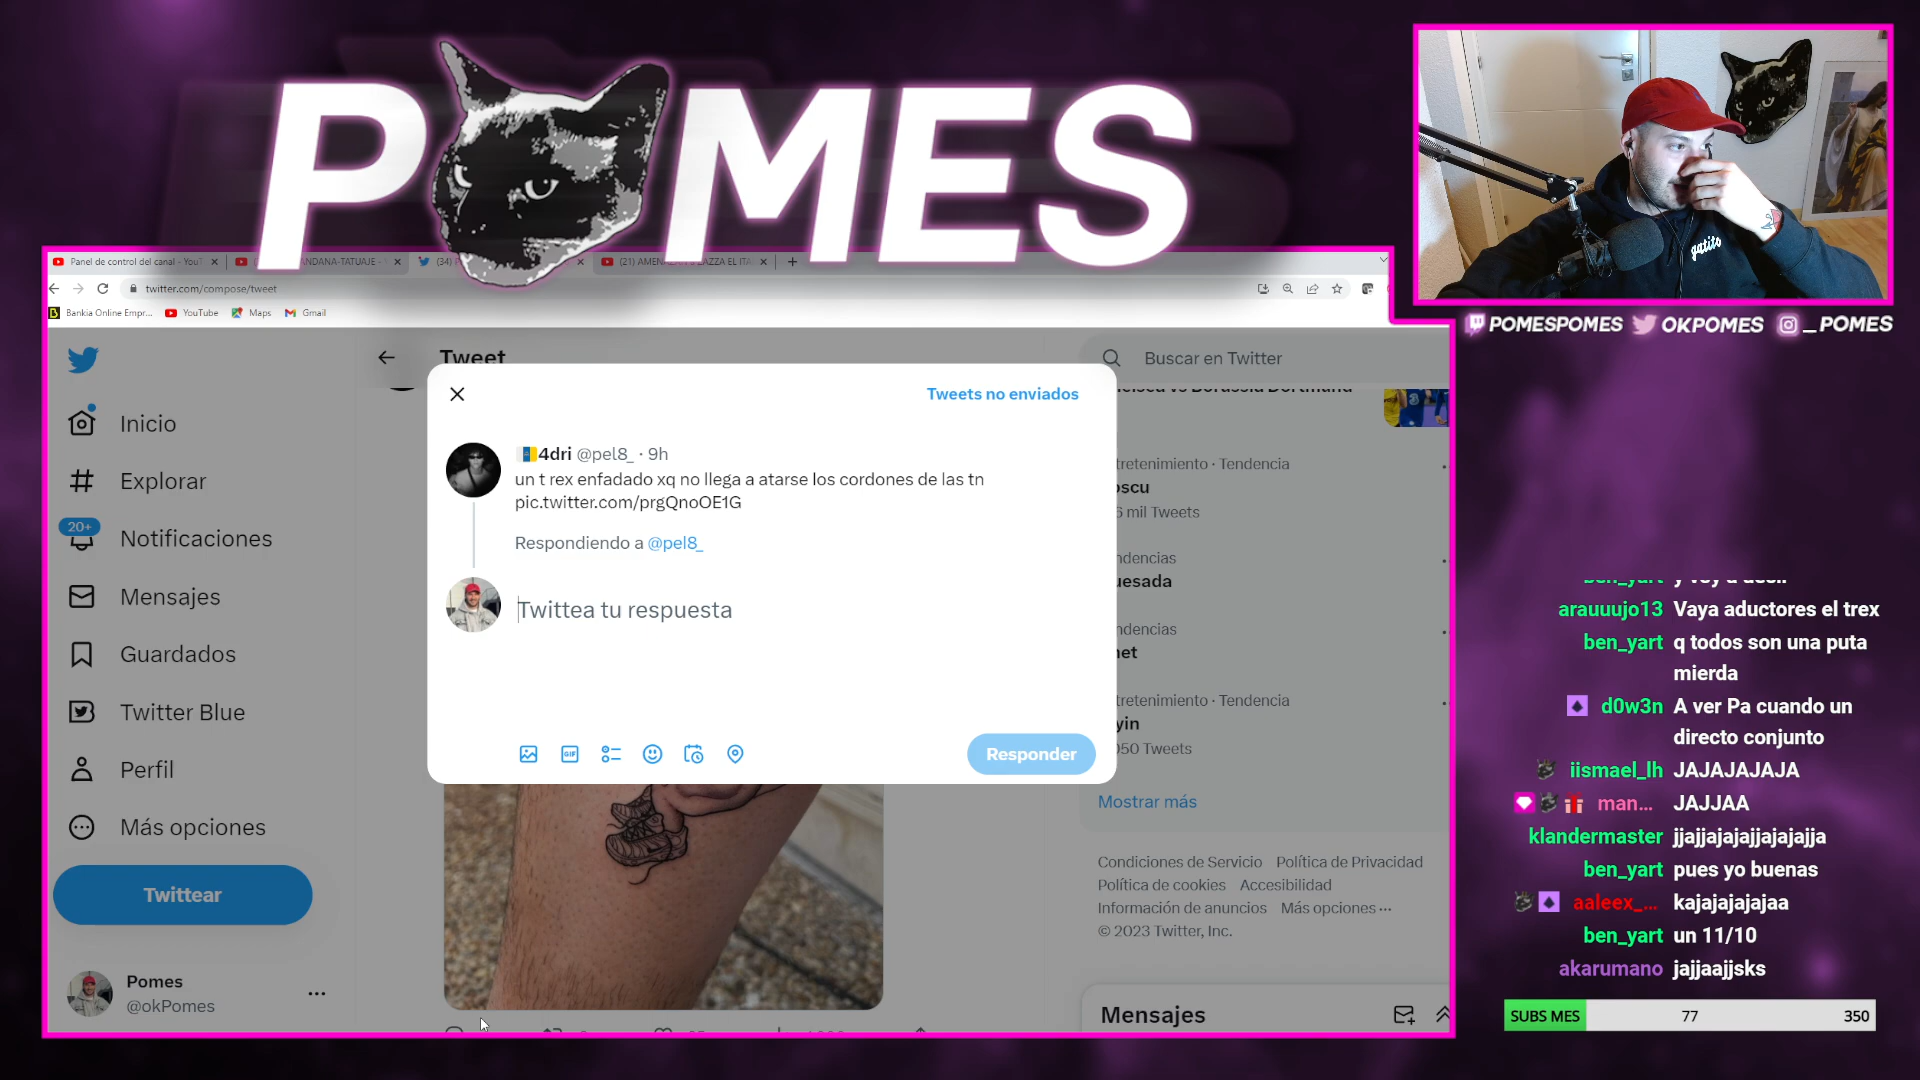 POMES
Panel de control del canal - YouT
ANDANA-TATUAJE -
(34)
(21)
twitter.com/compose/tweet
Bankia Online Empr...
YouTube
Maps
Gmail
POMESPOMES
OKPOMES
_POMES
gatito
Tweet
Buscar en Twitter
Inicio
Explorar
20+
Notificaciones
Mensajes
Guardados
Twitter Blue
Perfil
Más opciones
Twittear
Pomes
@okPomes
Tweets no enviados
4dri @pel8_ · 9h
un t rex enfadado xq no llega a atarse los cordones de las tn
pic.twitter.com/prgQnoOE1G
Respondiendo a @pel8_
Twittea tu respuesta
GIF
Responder
vs Borussia Dortmund
tretenimiento · Tendencia
oscu
mil Tweets
ndencias
uesada
ndencias
net
tretenimiento · Tendencia
yin
050 Tweets
Mostrar más
Condiciones de Servicio Política de Privacidad
Política de cookies Accesibilidad
Información de anuncios Más opciones ···
© 2023 Twitter, Inc.
Mensajes
ben_yart y voy a decir
arauuujo13 Vaya aductores el trex
ben_yart q todos son una puta
mierda
d0w3n A ver Pa cuando un
directo conjunto
iismael_lh JAJAJAJAJA
man... JAJJAA
klandermaster jjajjajajajjajajajja
ben_yart pues yo buenas
aaleex_... kajajajajajaa
ben_yart un 11/10
akarumano jajjaajjsks
SUBS MES 77 350